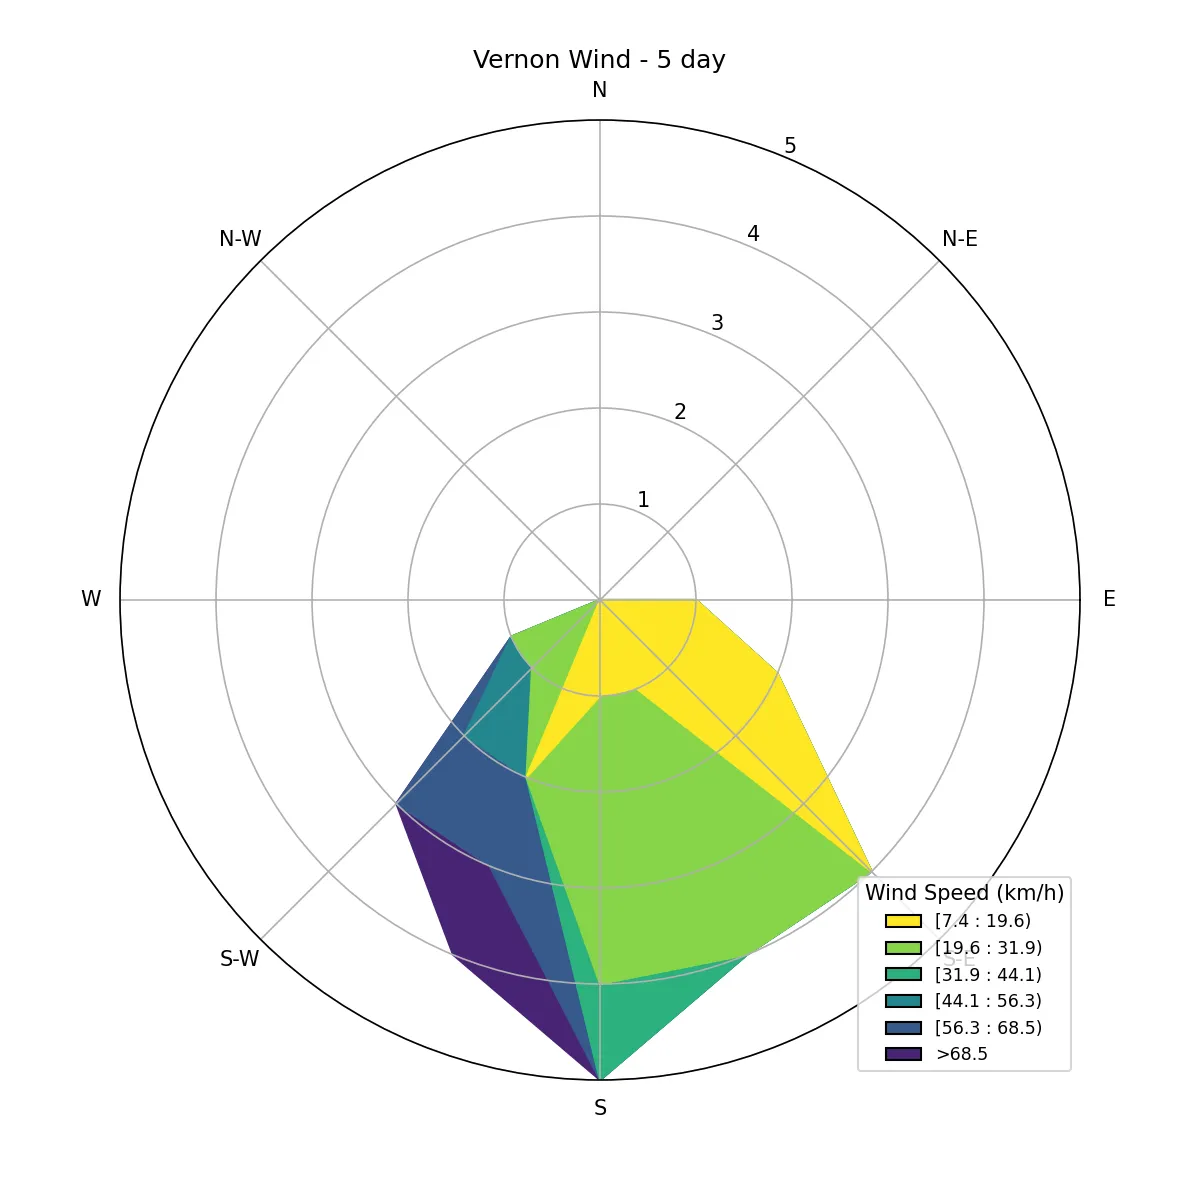 Vernon Wind - 5 day
N
5
N-W
N-E
4
3
2
1
W
E
S-W
S-E
S
Wind Speed (km/h)
[7.4 : 19.6)
[19.6 : 31.9)
[31.9 : 44.1)
[44.1 : 56.3)
[56.3 : 68.5)
>68.5